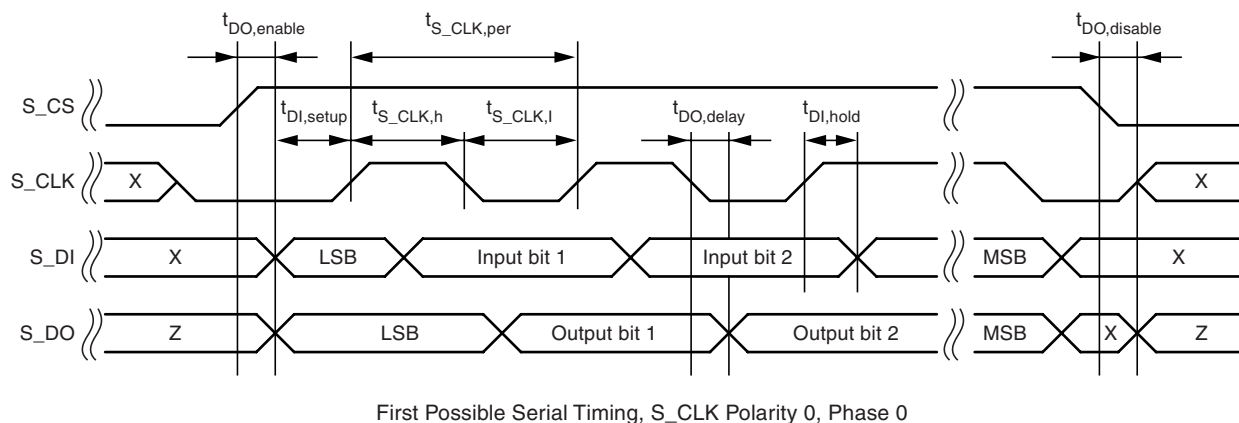 tDO,enable tS_CLK,per tDO,disable
S_CS
tDI,setup tS_CLK,h tS_CLK,l tDO,delay tDI,hold
S_CLK X X
S_DI X LSB Input bit 1 Input bit 2 MSB X
S_DO Z LSB Output bit 1 Output bit 2 MSB X Z
First Possible Serial Timing, S_CLK Polarity 0, Phase 0